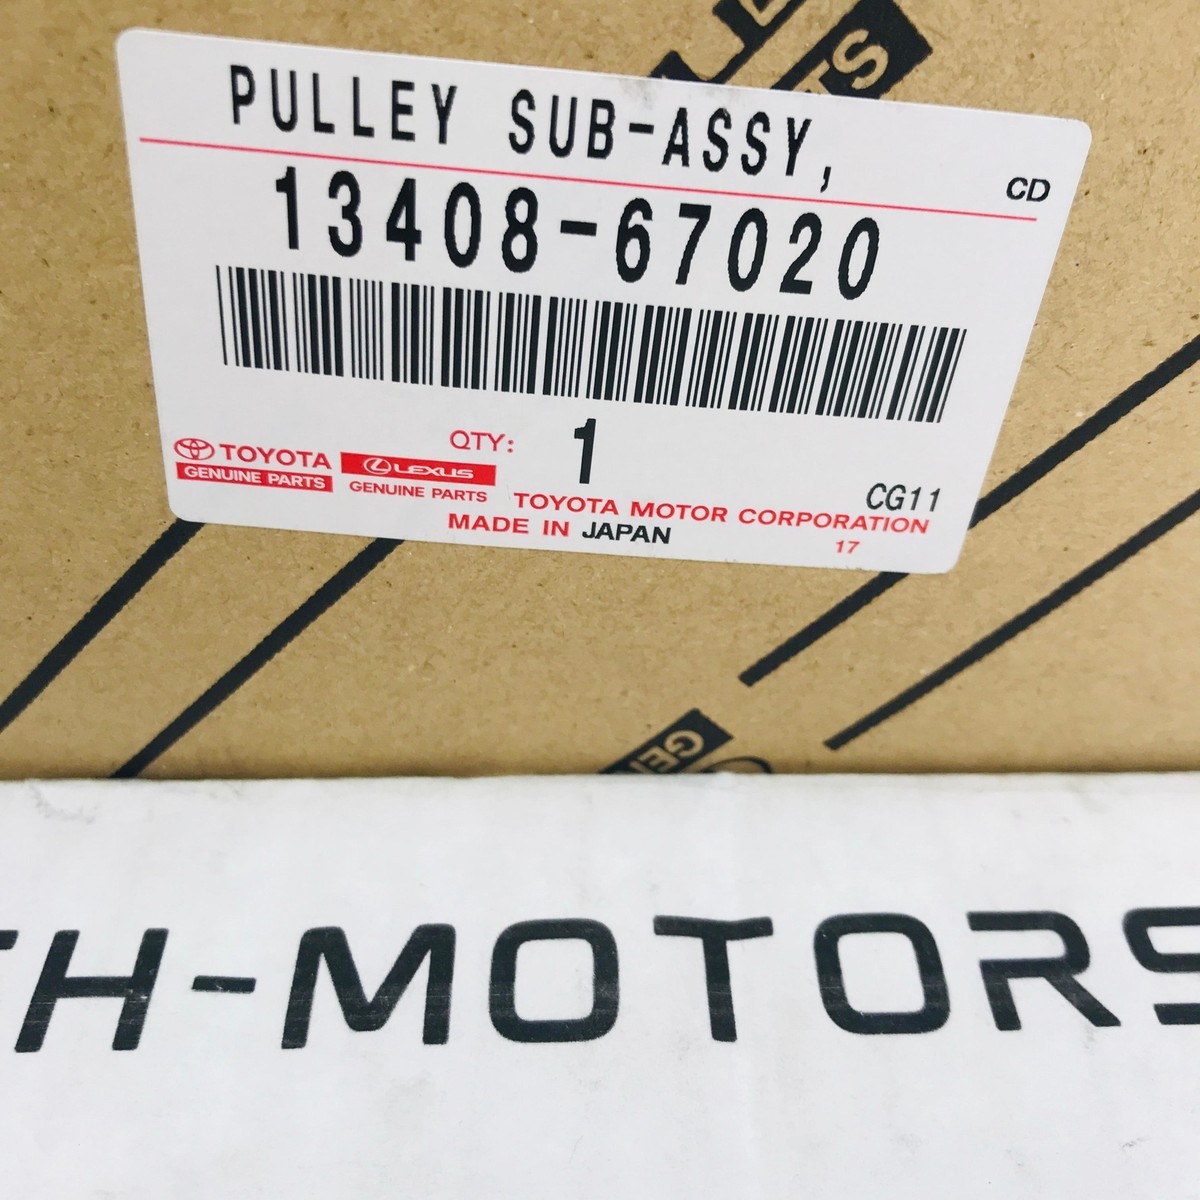 PULLEY SUB-ASSY,
CD
13408-67020
QTY: 1
TOYOTA
GENUINE PARTS
LEXUS
GENUINE PARTS
CG11
TOYOTA MOTOR CORPORATION
MADE IN JAPAN
17
TH-MOTORS